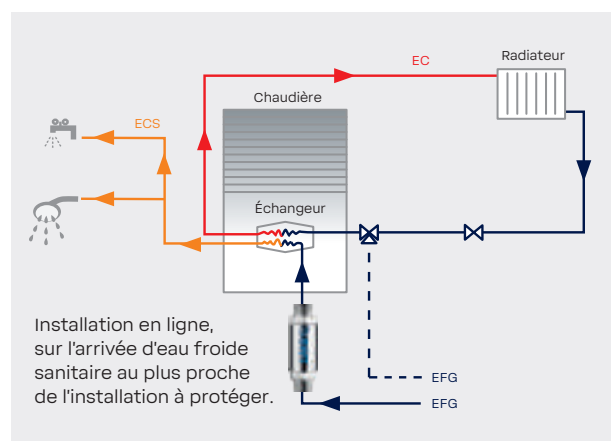 Radiateur
EC
Chaudière
ECS
Échangeur
Installation en ligne,
sur l'arrivée d'eau froide
sanitaire au plus proche
de l'installation à protéger.
EFG
EFG